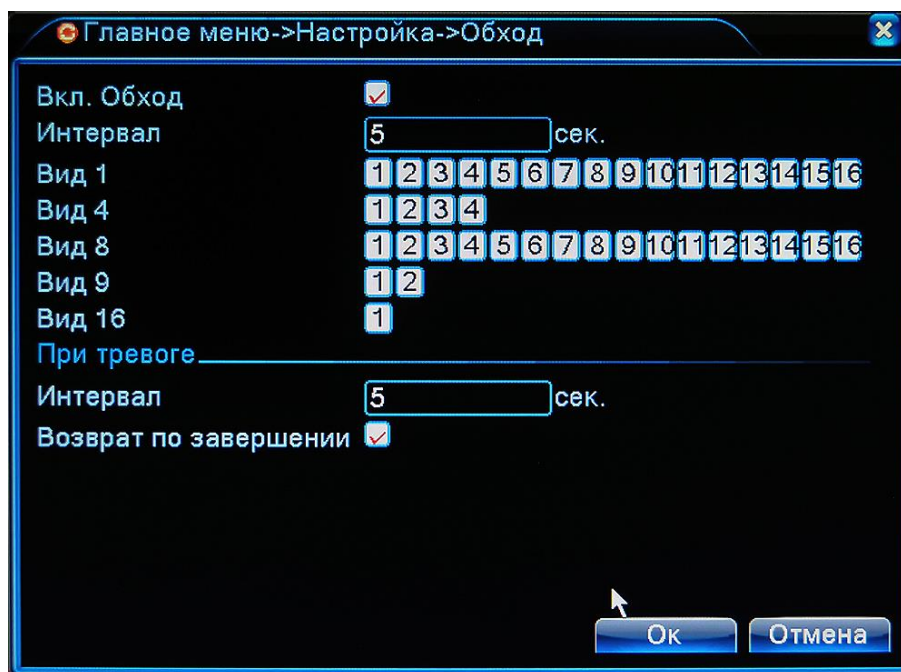 Главное меню->Настройка->Обход
Вкл. Обход
Интервал 5 сек.
Вид 1 1 2 3 4 5 6 7 8 9 10 11 12 13 14 15 16
Вид 4 1 2 3 4
Вид 8 1 2 3 4 5 6 7 8 9 10 11 12 13 14 15 16
Вид 9 1 2
Вид 16 1
При тревоге
Интервал 5 сек.
Возврат по завершении
Ок Отмена